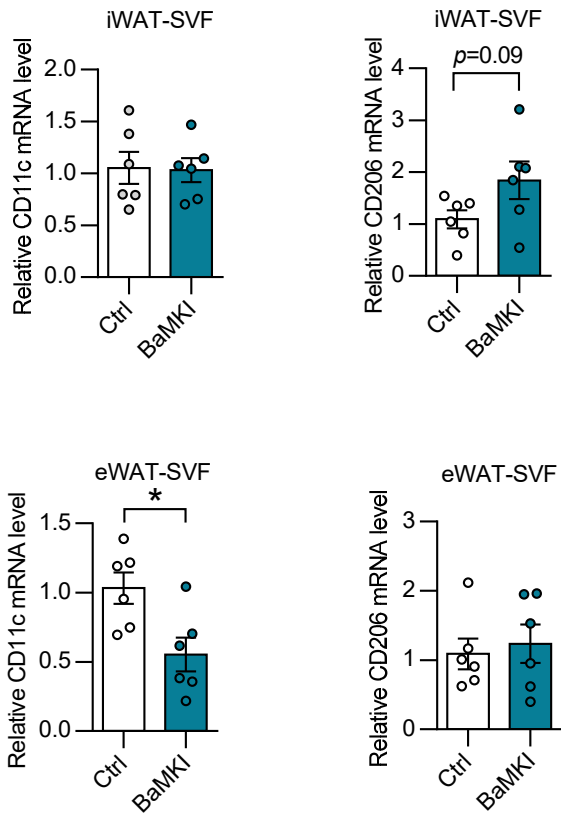 iWAT-SVF
Relative CD11c mRNA level
2.0
1.5
1.0
0.5
0.0
Ctrl
BaMKI
iWAT-SVF
p=0.09
Relative CD206 mRNA level
4
3
2
1
0
Ctrl
BaMKI
eWAT-SVF
*
Relative CD11c mRNA level
1.5
1.0
0.5
0.0
Ctrl
BaMKI
eWAT-SVF
Relative CD206 mRNA level
3
2
1
0
Ctrl
BaMKI